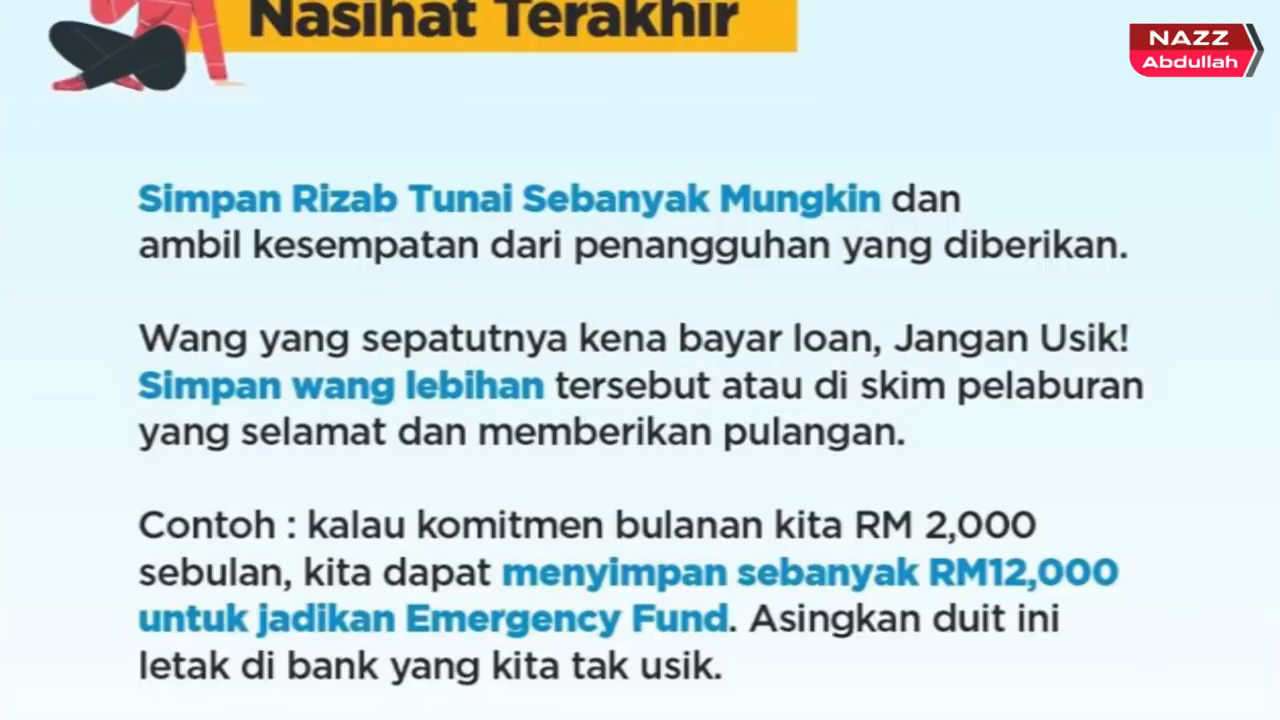 Nasihat Terakhir
NAZZ
Abdullah
Simpan Rizab Tunai Sebanyak Mungkin dan
ambil kesempatan dari penangguhan yang diberikan.
Wang yang sepatutnya kena bayar loan, Jangan Usik!
Simpan wang lebihan tersebut atau di skim pelaburan
yang selamat dan memberikan pulangan.
Contoh : kalau komitmen bulanan kita RM 2,000
sebulan, kita dapat menyimpan sebanyak RM12,000
untuk jadikan Emergency Fund. Asingkan duit ini
letak di bank yang kita tak usik.